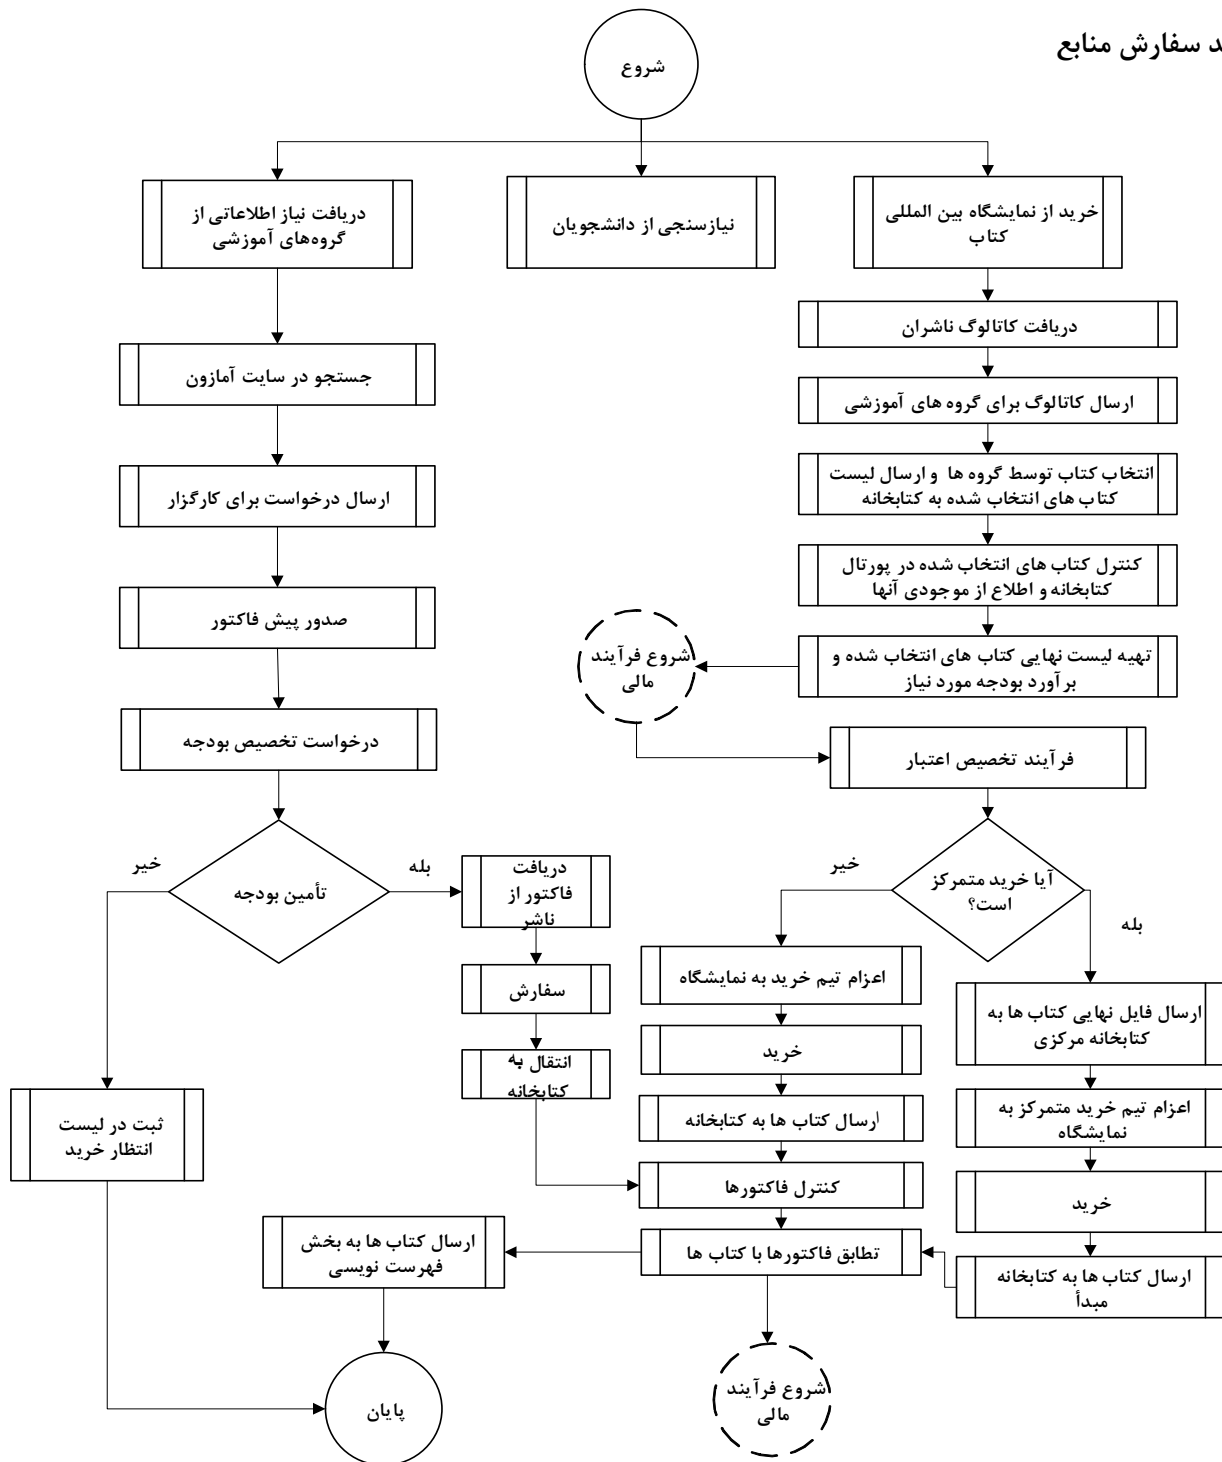 د سفارش منابع
شروع
خرید از نمایشگاه بین المللی
کتاب
نیازسنجی از دانشجویان
دریافت نیاز اطلاعاتی از
گروه‌های آموزشی
دریافت کاتالوگ ناشران
ارسال کاتالوگ برای گروه های آموزشی
انتخاب کتاب توسط گروه ها و ارسال لیست
کتاب های انتخاب شده به کتابخانه
کنترل کتاب های انتخاب شده در پورتال
کتابخانه و اطلاع از موجودی آنها
تهیه لیست نهایی کتاب های انتخاب شده و
برآورد بودجه مورد نیاز
شروع فرآیند
مالی
فرآیند تخصیص اعتبار
آیا خرید متمرکز
است؟
خیر
بله
اعزام تیم خرید به نمایشگاه
خرید
ارسال کتاب ها به کتابخانه
کنترل فاکتورها
تطابق فاکتورها با کتاب ها
ارسال فایل نهایی کتاب ها به
کتابخانه مرکزی
اعزام تیم خرید متمرکز به
نمایشگاه
خرید
ارسال کتاب ها به کتابخانه
مبدأ
شروع فرآیند
مالی
جستجو در سایت آمازون
ارسال درخواست برای کارگزار
صدور پیش فاکتور
درخواست تخصیص بودجه
تأمین بودجه
بله
خیر
دریافت
فاکتور از
ناشر
سفارش
انتقال به
کتابخانه
ثبت در لیست
انتظار خرید
ارسال کتاب ها به بخش
فهرست نویسی
پایان